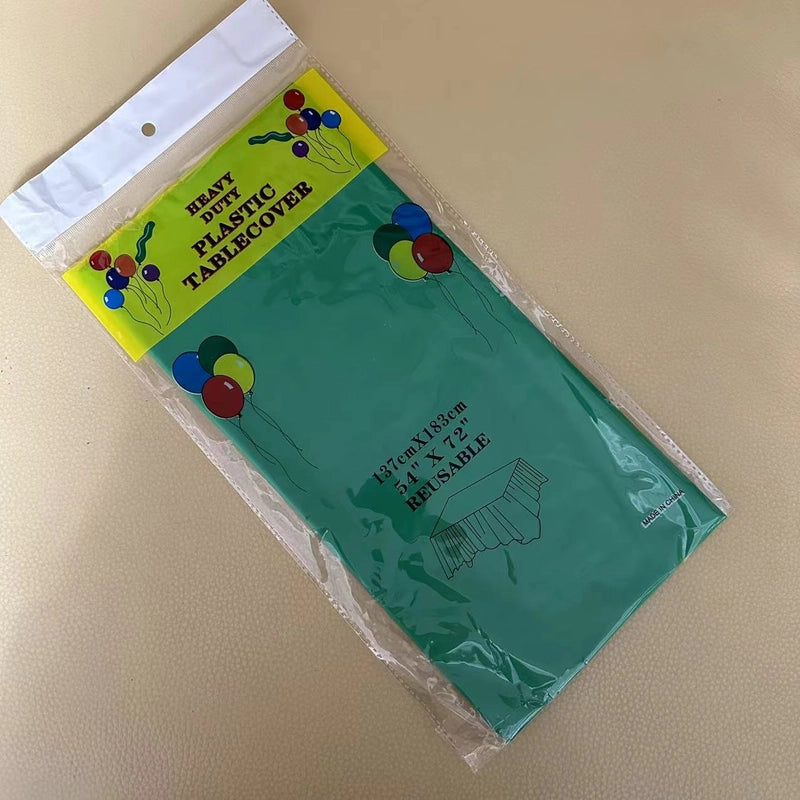 HEAVY
DUTY
PLASTIC
TABLECOVER
137cmX183cm
54" X 72"
REUSABLE
MADE IN CHINA